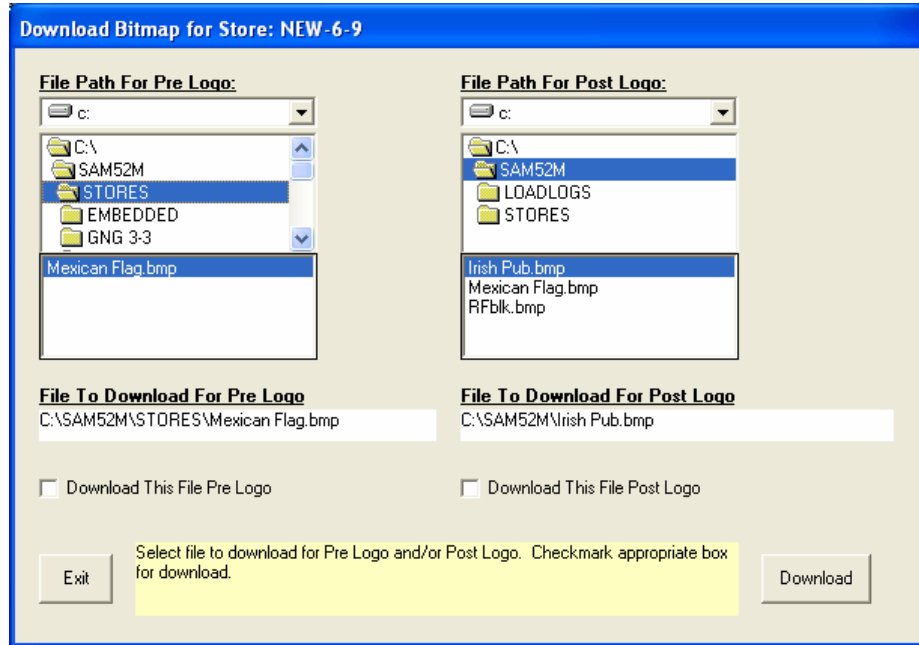 Download Bitmap for Store: NEW-6-9
File Path For Pre Logo:
c:
C:\
SAM52M
STORES
EMBEDDED
GNG 3-3
Mexican Flag.bmp
File To Download For Pre Logo
C:\SAM52M\STORES\Mexican Flag.bmp
Download This File Pre Logo
File Path For Post Logo:
c:
C:\
SAM52M
LOADLOGS
STORES
Irish Pub.bmp
Mexican Flag.bmp
RFblk.bmp
File To Download For Post Logo
C:\SAM52M\Irish Pub.bmp
Download This File Post Logo
Exit
Select file to download for Pre Logo and/or Post Logo. Checkmark appropriate box
for download.
Download